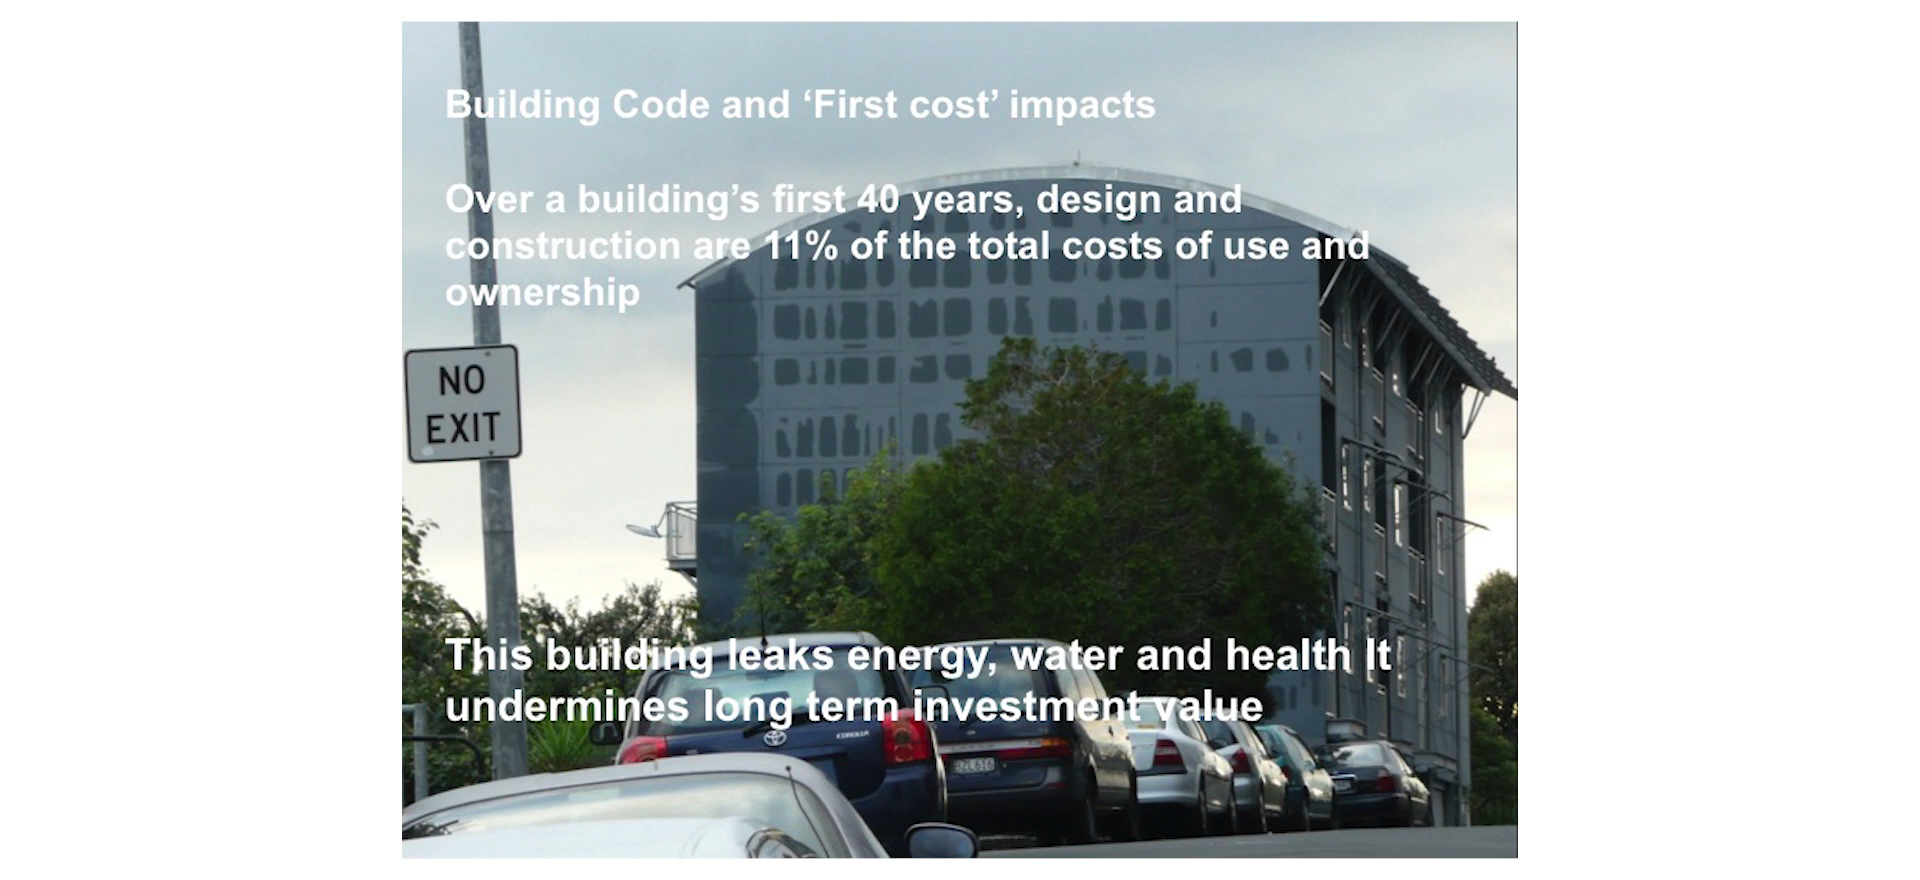 Building Code and ‘First cost’ impacts
Over a building’s first 40 years, design and
construction are 11% of the total costs of use and
ownership
NO
EXIT
This building leaks energy, water and health It
undermines long term investment value
COROLLA
BZL616